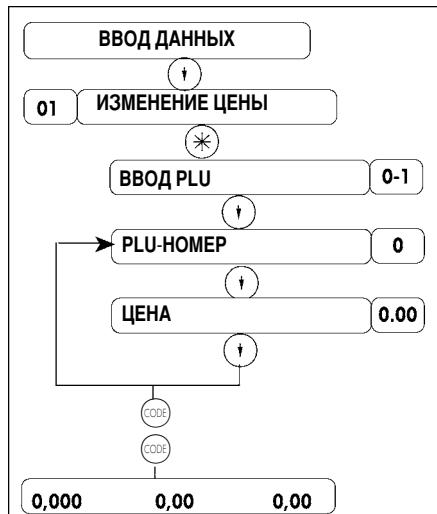 ВВОД ДАННЫХ
01 ИЗМЕНЕНИЕ ЦЕНЫ
ВВОД PLU 0-1
PLU-НОМЕР 0
ЦЕНА 0.00
CODE
CODE
0,000 0,00 0,00